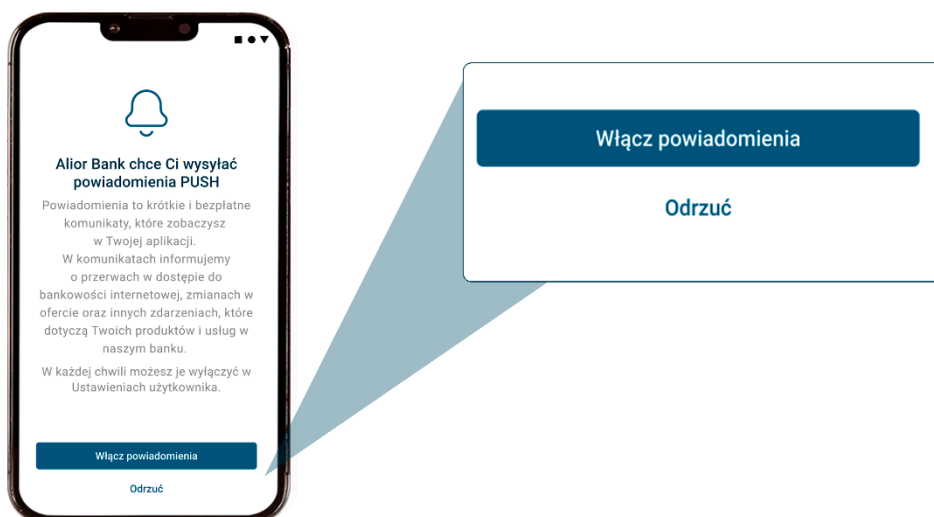 Alior Bank chce Ci wysyłać
powiadomienia PUSH
Powiadomienia to krótkie i bezpłatne
komunikaty, które zobaczysz
w Twojej aplikacji.
W komunikatach informujemy
o przerwach w dostępie do
bankowości internetowej, zmianach w
ofercie oraz innych zdarzeniach, które
dotyczą Twoich produktów i usług w
naszym banku.
W każdej chwili możesz je wyłączyć w
Ustawieniach użytkownika.
Włącz powiadomienia
Odrzuć
Włącz powiadomienia
Odrzuć